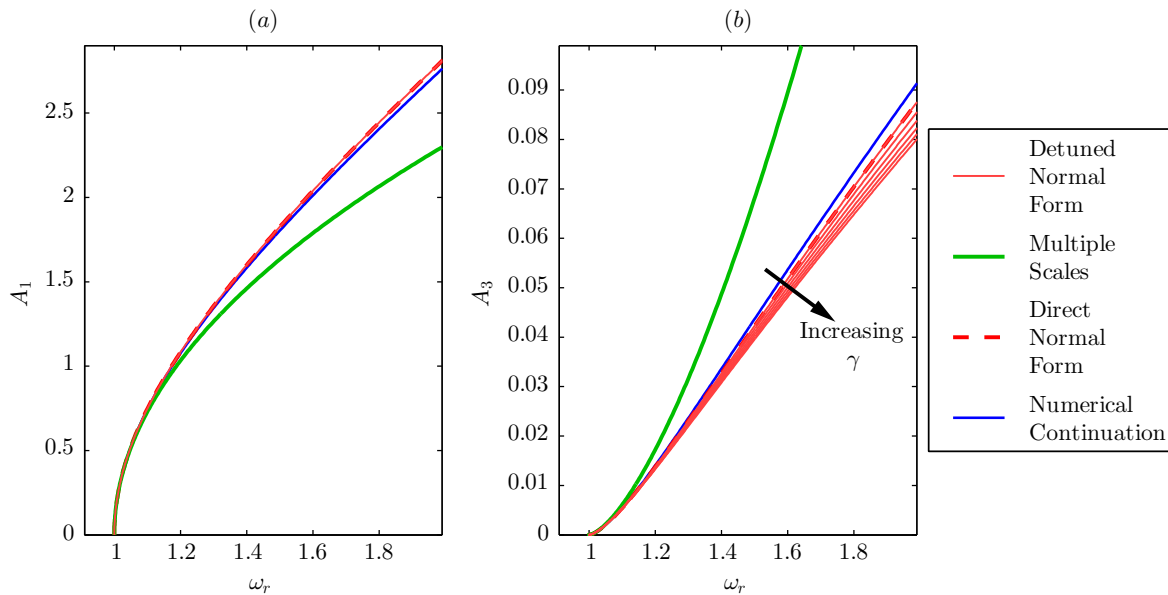 (a)
2.5
2
1.5
1
0.5
0
A₁
1
1.2
1.4
1.6
1.8
ωᵣ
(b)
0.09
0.08
0.07
0.06
0.05
0.04
0.03
0.02
0.01
0
A₃
1
1.2
1.4
1.6
1.8
ωᵣ
Increasing
γ
Detuned
Normal
Form
Multiple
Scales
Direct
Normal
Form
Numerical
Continuation